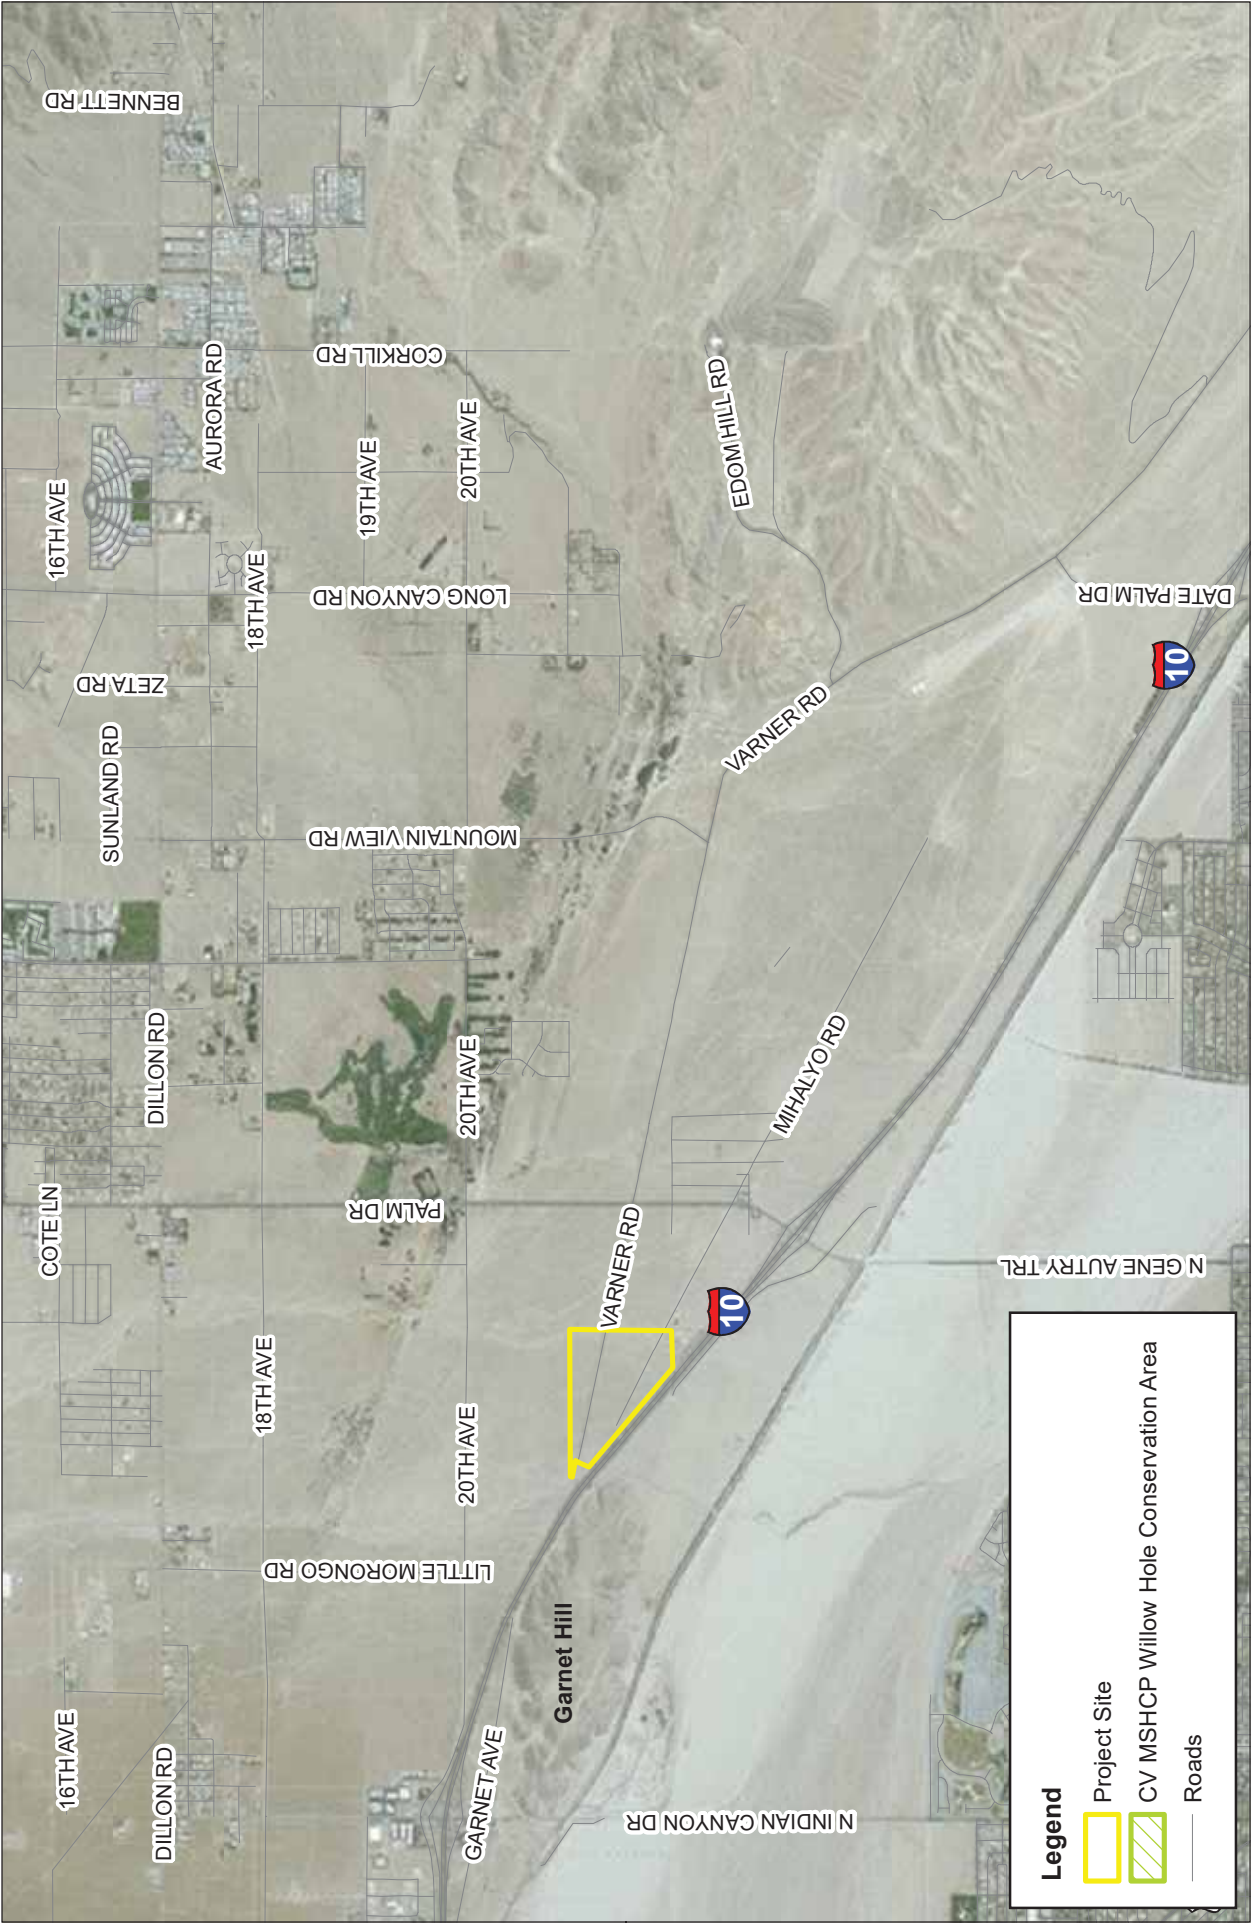 16TH AVE
DILLON RD
GARNET AVE
N INDIAN CANYON DR
Garnet Hill
LITTLE MORONGO RD
20TH AVE
18TH AVE
COTE LN
PALM DR
VARNER RD
10
N GENE AUTRY TRL
DILLON RD
20TH AVE
MIHALYO RD
SUNLAND RD
MOUNTAIN VIEW RD
VARNER RD
ZETA RD
18TH AVE
LONG CANYON RD
10
DATE PALM DR
16TH AVE
19TH AVE
20TH AVE
EDOM HILL RD
AURORA RD
CORKILL RD
BENNETT RD
Legend
Project Site
CV MSHCP Willow Hole Conservation Area
Roads